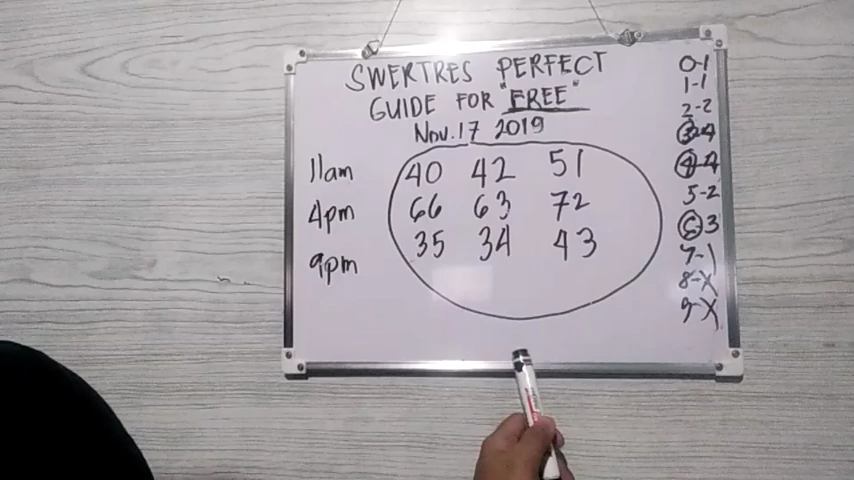 SWERTRES PERFECT
GUIDE FOR "FREE"
Nov. 17 2019
11am
4pm
9pm
40 42 51
66 63 72
35 34 43
0-1
1-1
2-2
3-4
4-4
5-2
6 3
7-1
8-X
9-X